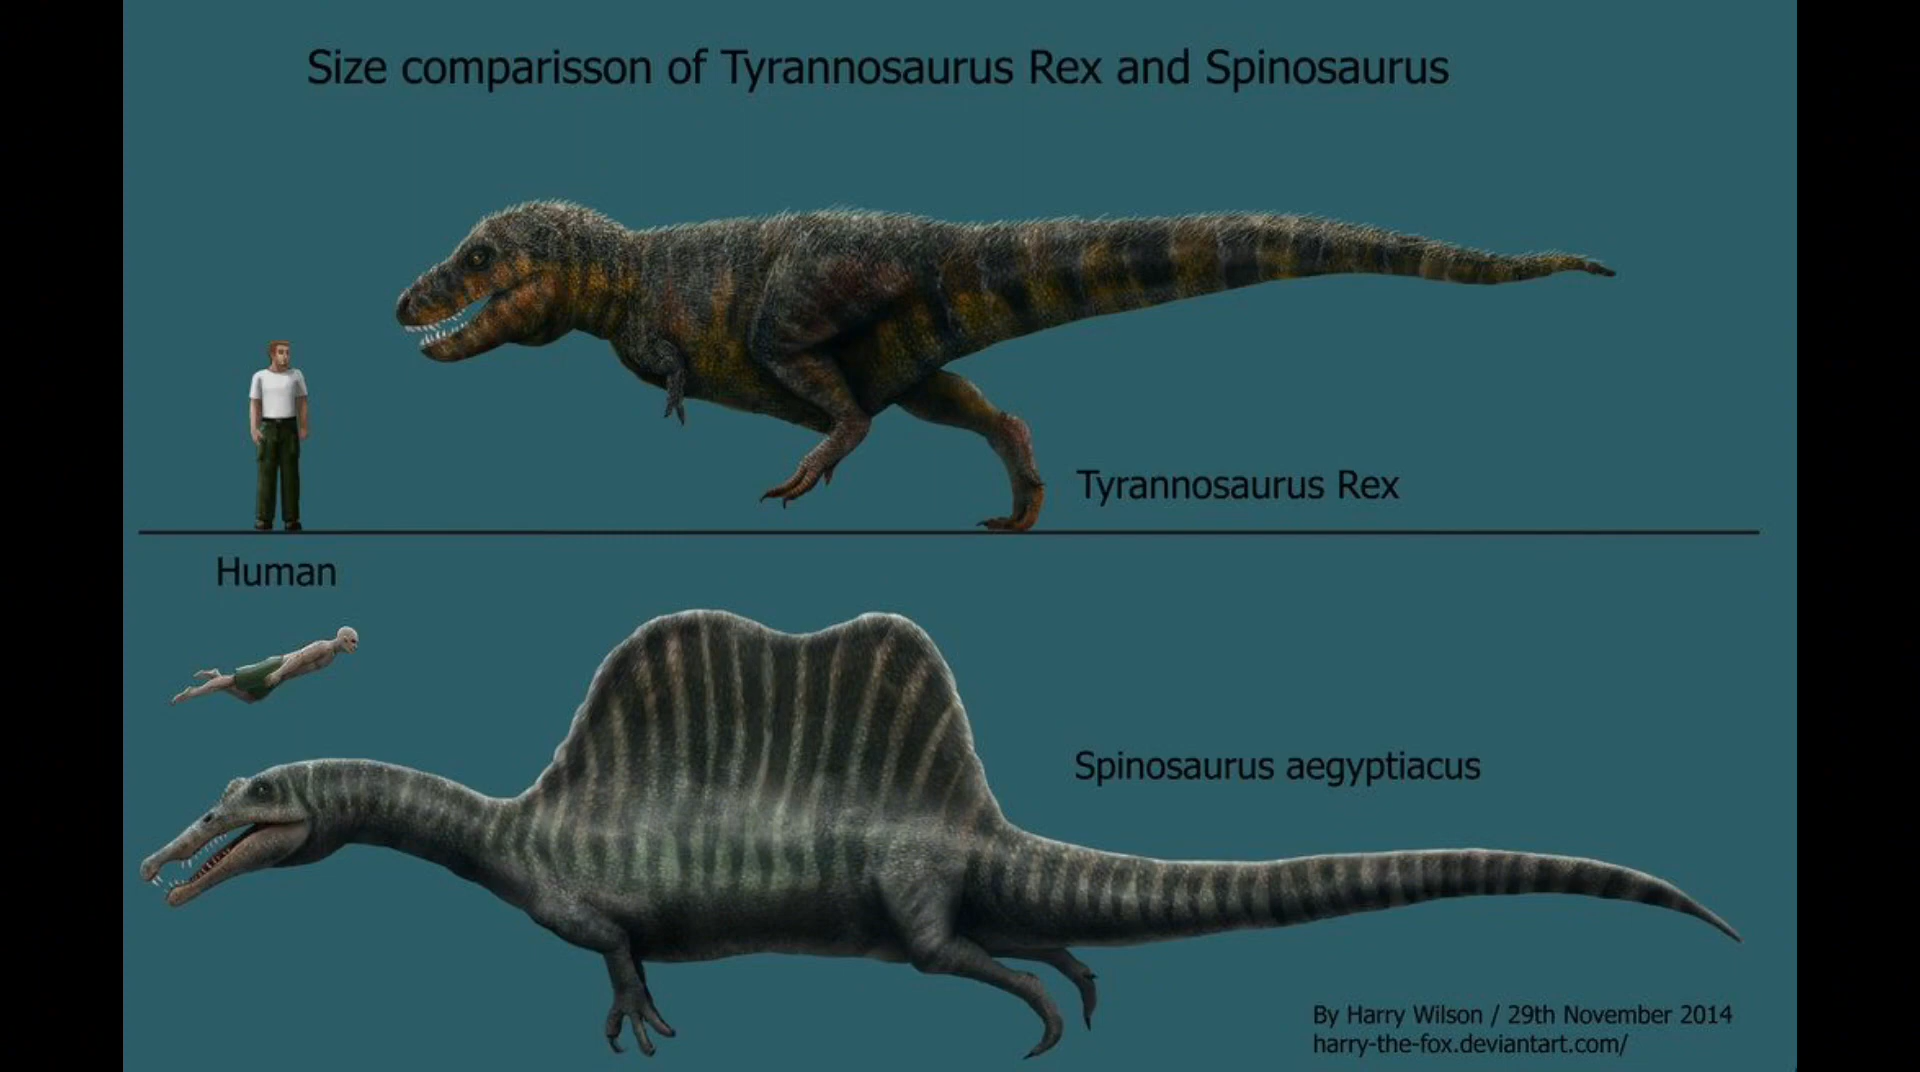 Size comparisson of Tyrannosaurus Rex and Spinosaurus
Tyrannosaurus Rex
Human
Spinosaurus aegyptiacus
By Harry Wilson / 29th November 2014
harry-the-fox.deviantart.com/